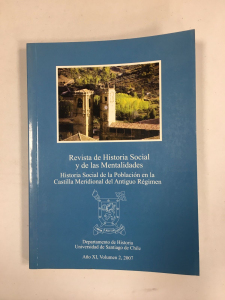 Revista de Historia Social
y de las Mentalidades
Historia Social de la Población en la
Castilla Meridional del Antiguo Régimen
Departamento de Historia
Universidad de Santiago de Chile
Año XI, Volumen 2, 2007